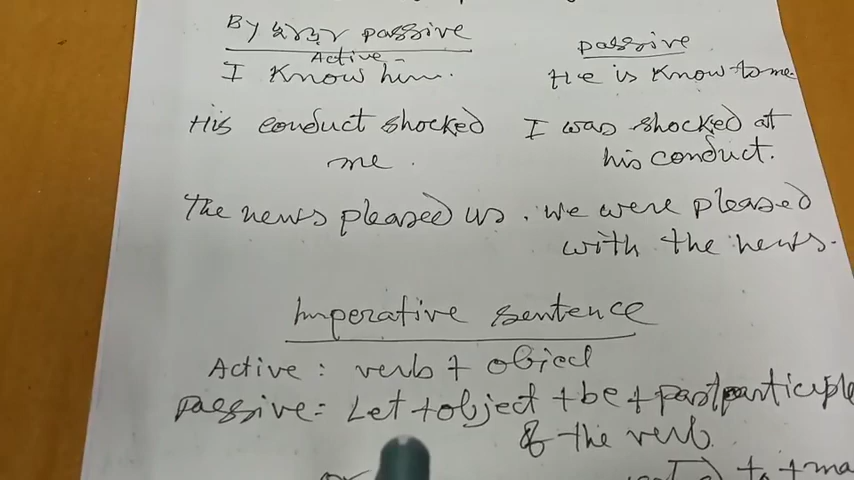 By ছাড়া passive
Active
passive
I know him.
He is know to me.
His conduct shocked me.
I was shocked at his conduct.
The news pleased us.
We were pleased with the news.
Imperative sentence
Active: verb + object
passive: Let + object + be + past participle
of the verb.
or